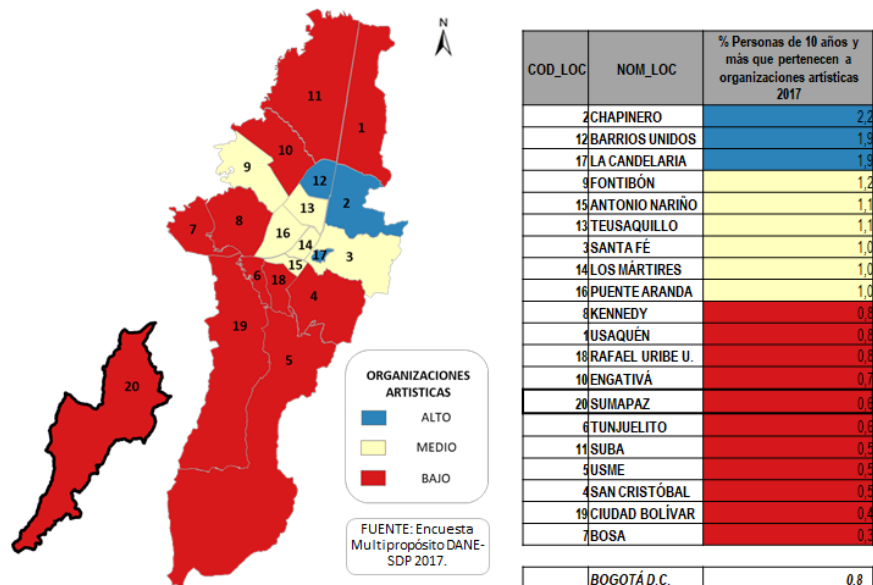 N
11
1
10
9
12
2
13
8
7
16
14
17
3
15
6
18
4
19
5
20
ORGANIZACIONES
ARTISTICAS
ALTO
MEDIO
BAJO
FUENTE: Encuesta
Multipropósito DANE-
SDP 2017.
COD_LOC NOM_LOC % Personas de 10 años y
más que pertenecen a
organizaciones artísticas
2017
2 CHAPINERO 2,2
12 BARRIOS UNIDOS 1,9
17 LA CANDELARIA 1,9
9 FONTIBÓN 1,2
15 ANTONIO NARIÑO 1,1
13 TEUSAQUILLO 1,1
3 SANTA FÉ 1,0
14 LOS MÁRTIRES 1,0
16 PUENTE ARANDA 1,0
8 KENNEDY 0,8
1 USAQUÉN 0,8
18 RAFAEL URIBE U. 0,8
10 ENGATIVÁ 0,7
20 SUMAPAZ 0,6
6 TUNJUELITO 0,6
11 SUBA 0,5
5 USME 0,5
4 SAN CRISTÓBAL 0,5
19 CIUDAD BOLÍVAR 0,4
7 BOSA 0,3
BOGOTÁ D.C. 0,8